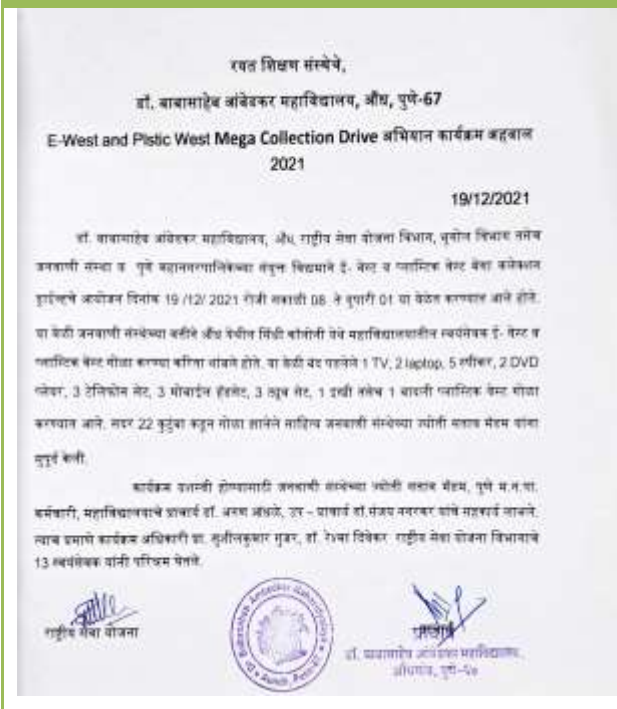 रयत शिक्षण संस्थेचे,
डॉ. बाबासाहेब आंबेडकर महाविद्यालय, औंध, पुणे-67
E-West and Plstic West Mega Collection Drive अभियान कार्यक्रम अहवाल
2021
19/12/2021
डॉ. बाबासाहेब आंबेडकर महाविद्यालय, औंध, राष्ट्रीय सेवा योजना विभाग, भूगोल विभाग तसेच
जनवाणी संस्था व पुणे महानगरपालिकेच्या संयुक्त विद्यमाने ई- वेस्ट व प्लास्टिक वेस्ट मेगा कलेक्शन
ड्राईव्हचे आयोजन दिनांक 19 /12/ 2021 रोजी सकाळी 08 ते दुपारी 01 या वेळेत करण्यात आले होते.
या वेळी जनवाणी संस्थेच्या वतीने औंध येथील सिंधी कॉलोनी येथे महाविद्यालयातील स्वयंसेवक ई- वेस्ट व
प्लास्टिक वेस्ट गोळा करण्या करिता थांबले होते. या वेळी बंद पडलेले 1 TV, 2 laptop, 5 स्पीकर, 2 DVD
प्लेयर, 3 टेलिफोन सेट, 3 मोबाईल हँडसेट, 3 ट्यूब सेट, 1 इस्त्री तसेच 1 बादली प्लास्टिक वेस्ट गोळा
करण्यात आले. सदर 22 कुटुंबा कडून गोळा झालेले साहित्य जनवाणी संस्थेच्या ज्योती मॅडम यांना
सुपूर्द केली.
कार्यक्रम यशस्वी होण्यासाठी जनवाणी संस्थेच्या ज्योती मॅडम, पुणे म.न.पा.
कर्मचारी, महाविद्यालयाचे प्राचार्य डॉ. अरुण आंधळे, उप – प्राचार्य डॉ.संजय नगरकर यांचे सहकार्य लाभले.
त्याच प्रमाणे कार्यक्रम अधिकारी प्रा. सुशीलकुमार गुजर, डॉ. दिवेकर राष्ट्रीय सेवा योजना विभागाचे
13 स्वयंसेवक यांनी परिश्रम घेतले.
राष्ट्रीय सेवा योजना
प्राचार्य
डॉ. बाबासाहेब आंबेडकर महाविद्यालय,
औंधगांव, पुणे-६७